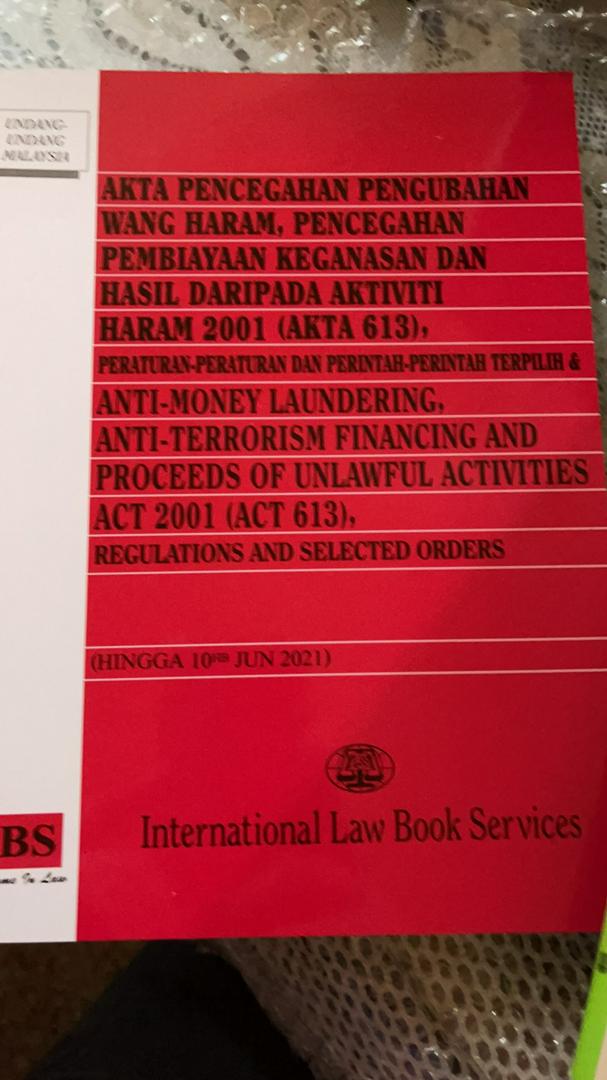 UNDANG-
UNDANG
MALAYSIA
AKTA PENCEGAHAN PENGUBAHAN
WANG HARAM, PENCEGAHAN
PEMBIAYAAN KEGANASAN DAN
HASIL DARIPADA AKTIVITI
HARAM 2001 (AKTA 613),
PERATURAN-PERATURAN DAN PERINTAH-PERINTAH TERPILIH &
ANTI-MONEY LAUNDERING,
ANTI-TERRORISM FINANCING AND
PROCEEDS OF UNLAWFUL ACTIVITIES
ACT 2001 (ACT 613),
REGULATIONS AND SELECTED ORDERS
(HINGGA 10HB JUN 2021)
International Law Book Services
BS
In Law